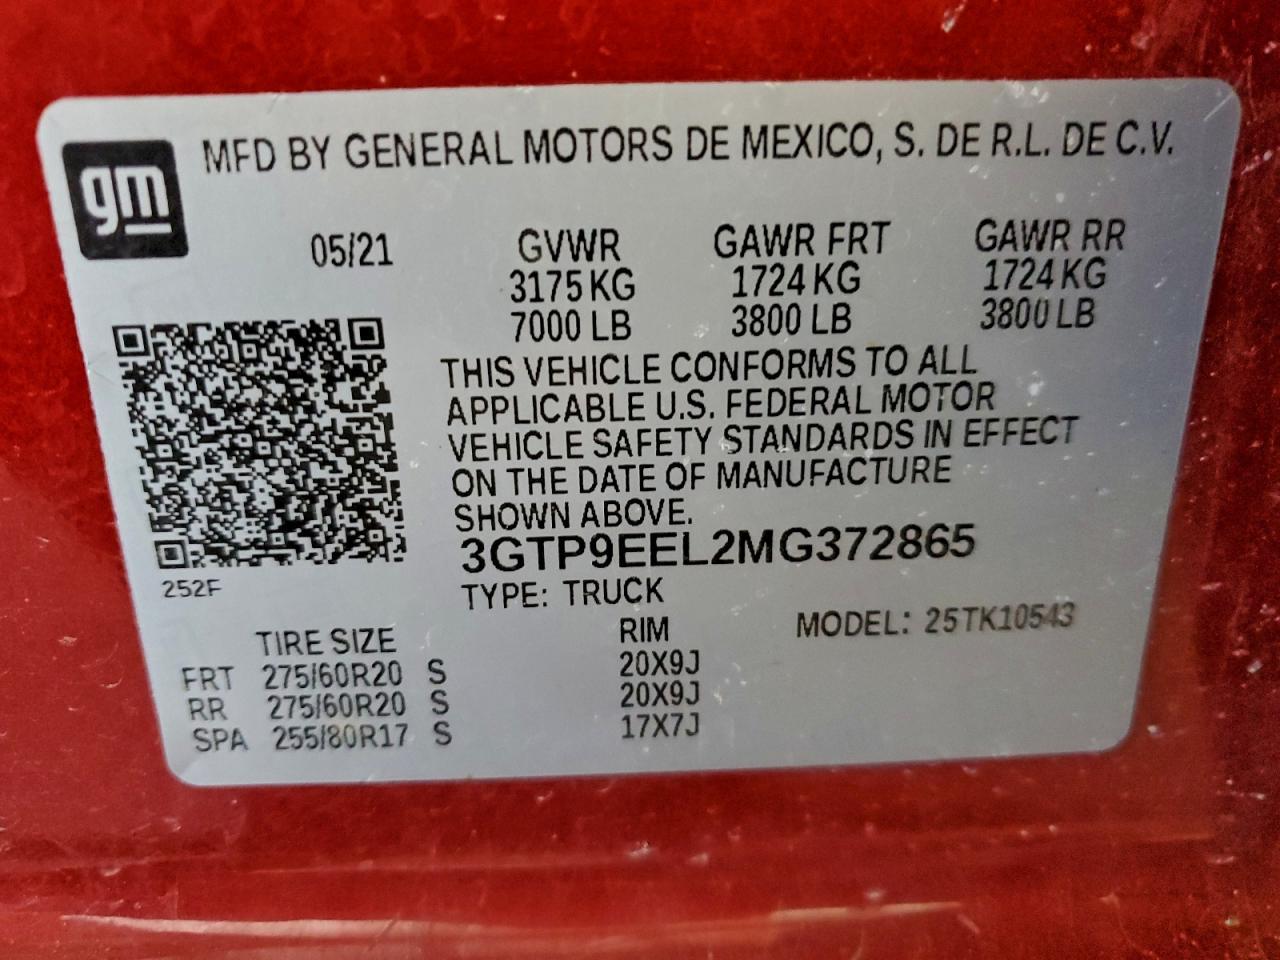 gm
MFD BY GENERAL MOTORS DE MEXICO, S. DE R.L. DE C.V.
05/21 GVWR GAWR FRT GAWR RR
3175 KG 1724 KG 1724 KG
7000 LB 3800 LB 3800 LB
THIS VEHICLE CONFORMS TO ALL
APPLICABLE U.S. FEDERAL MOTOR
VEHICLE SAFETY STANDARDS IN EFFECT
ON THE DATE OF MANUFACTURE
SHOWN ABOVE.
3GTP9EEL2MG372865
252F
TYPE: TRUCK
MODEL: 25TK10543
TIRE SIZE RIM
FRT 275/60R20 S 20X9J
RR 275/60R20 S 20X9J
SPA 255/80R17 S 17X7J